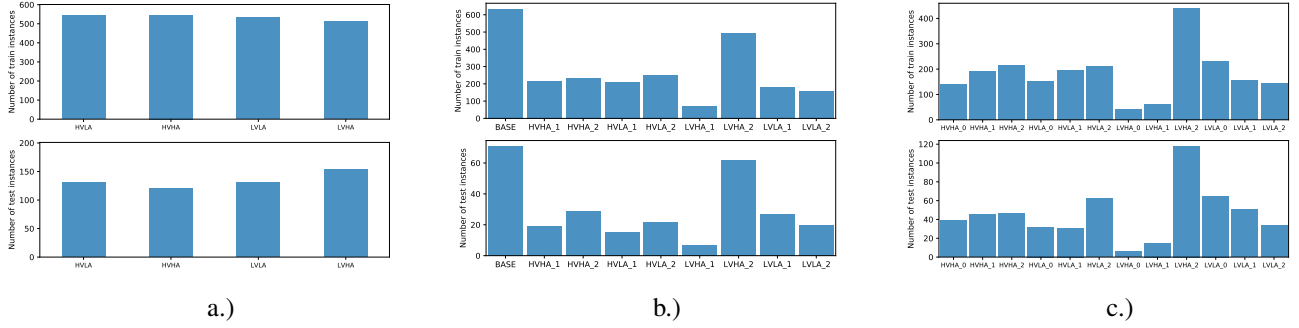 Number of train instances
600
500
400
300
200
100
0
HVLA HVHA LVLA LVHA
Number of test instances
200
150
100
50
0
HVLA HVHA LVLA LVHA
a.)
Number of train instances
600
500
400
300
200
100
0
BASE HVHA_1 HVHA_2 HVLA_1 HVLA_2 LVHA_1 LVHA_2 LVLA_1 LVLA_2
Number of test instances
60
40
20
0
BASE HVHA_1 HVHA_2 HVLA_1 HVLA_2 LVHA_1 LVHA_2 LVLA_1 LVLA_2
b.)
Number of train instances
400
300
200
100
0
HVHA_0 HVHA_1 HVHA_2 HVLA_0 HVLA_1 HVLA_2 LVHA_0 LVHA_1 LVHA_2 LVLA_0 LVLA_1 LVLA_2
Number of test instances
120
100
80
60
40
20
0
HVHA_0 HVHA_1 HVHA_2 HVLA_0 HVLA_1 HVLA_2 LVHA_0 LVHA_1 LVHA_2 LVLA_0 LVLA_1 LVLA_2
c.)